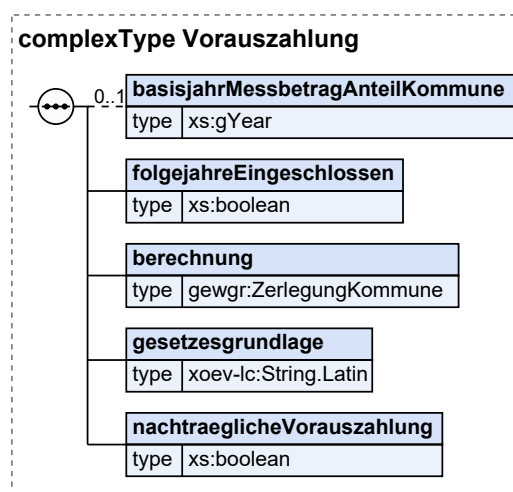 complexType Vorauszahlung
0..1
basisjahrMessbetragAnteilKommune
type xs:gYear
folgejahreEingeschlossen
type xs:boolean
berechnung
type gewgr:ZerlegungKommune
gesetzesgrundlage
type xoev-lc:String.Latin
nachtraeglicheVorauszahlung
type xs:boolean